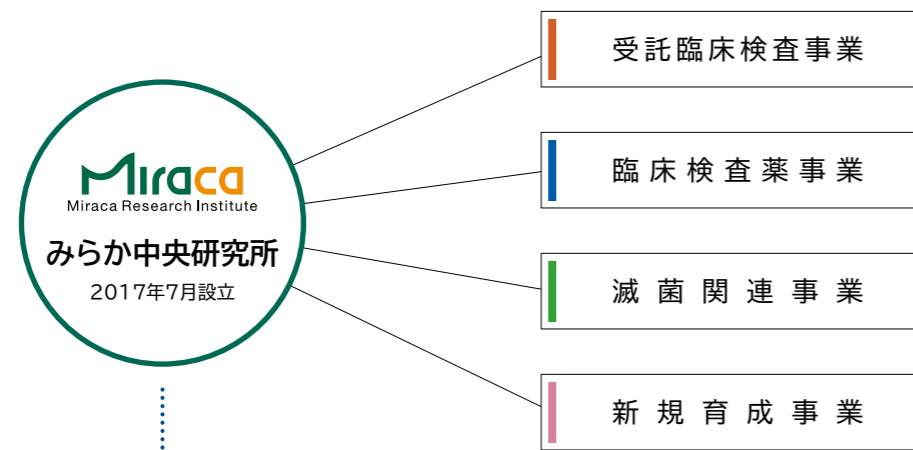 Miraca
Miraca Research Institute
みらか中央研究所
2017年7月設立
受託臨床検査事業
臨床検査薬事業
滅菌関連事業
新規育成事業